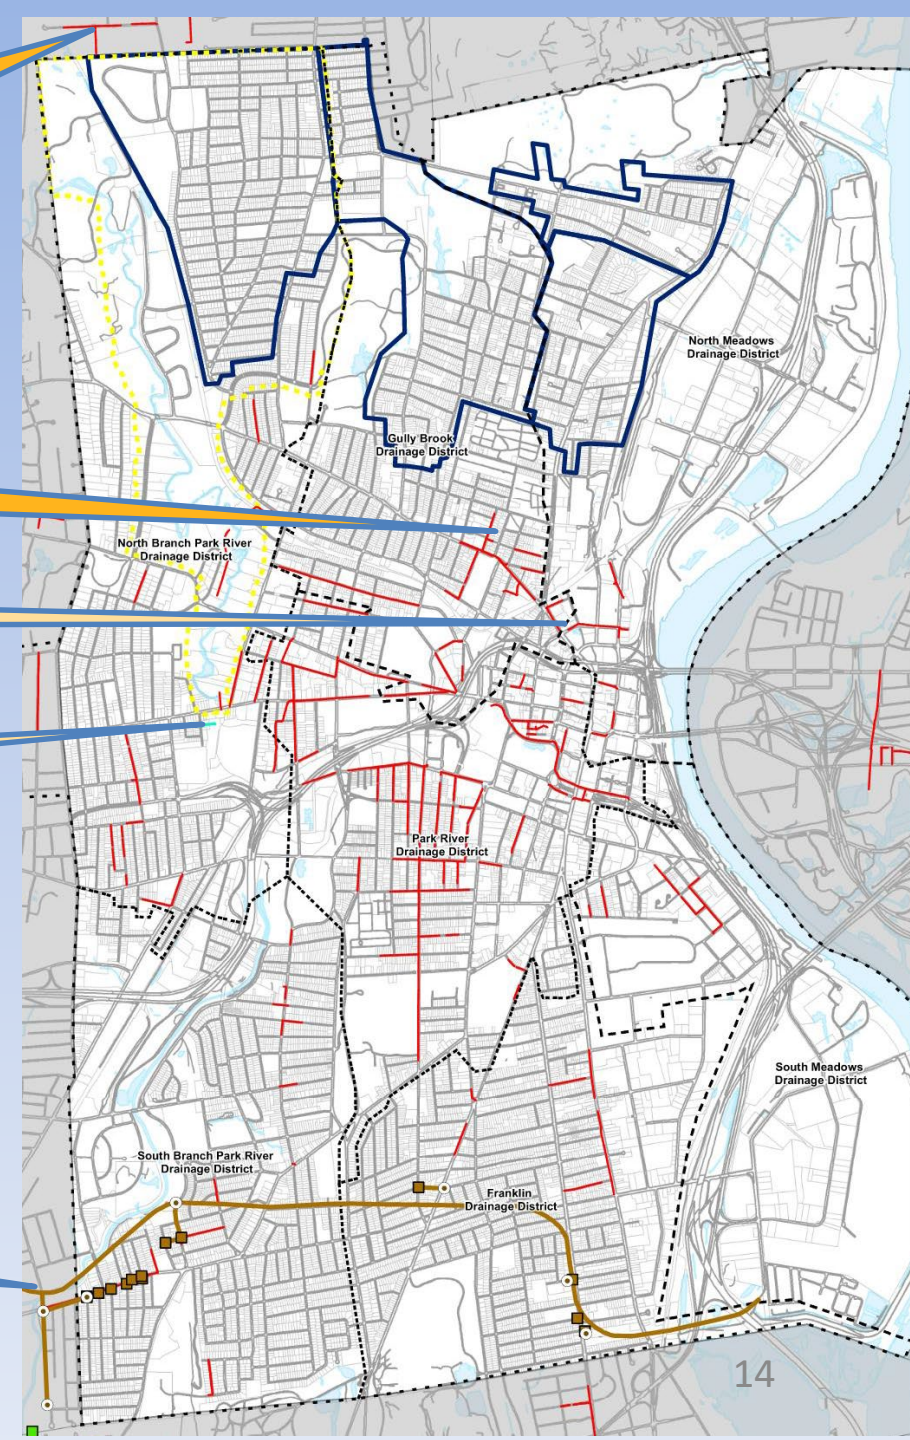 North Meadows
Drainage District
Gully Brook
Drainage District
North Branch Park River
Drainage District
Park River
Drainage District
South Meadows
Drainage District
South Branch Park River
Drainage District
Franklin
Drainage District
14